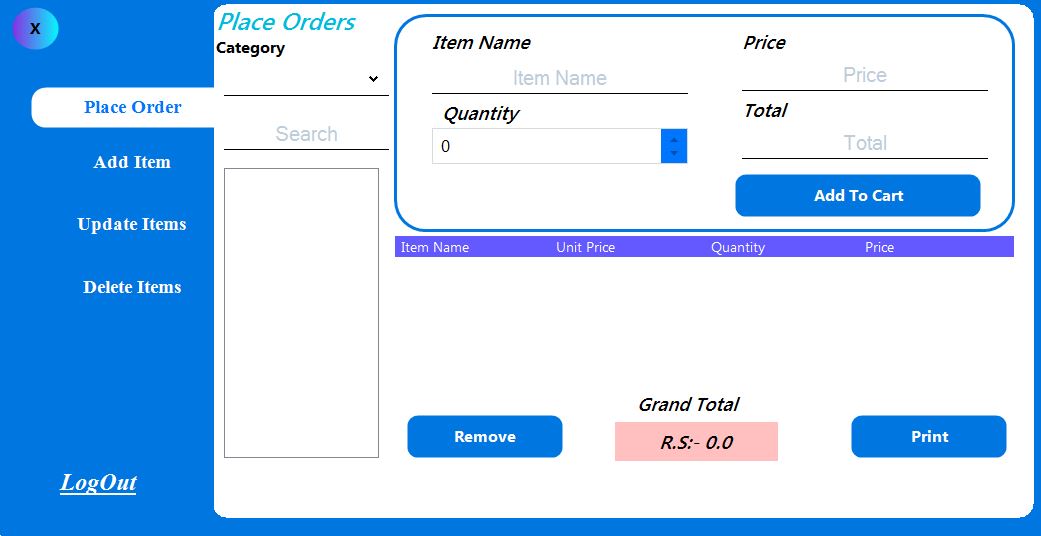 X
Place Order
Add Item
Update Items
Delete Items
LogOut
Place Orders
Category
Search
Item Name
Item Name
Quantity
0
Price
Price
Total
Total
Add To Cart
Item Name Unit Price Quantity Price
Grand Total
Remove R.S:- 0.0 Print